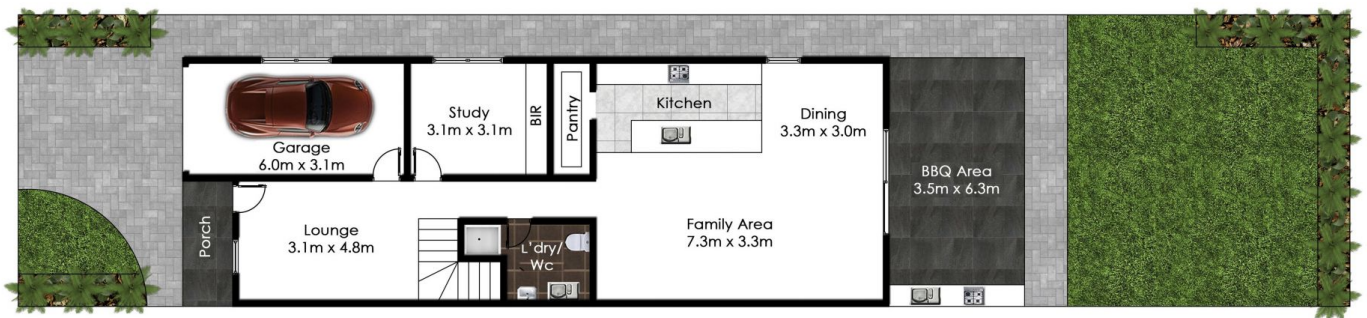 Garage
6.0m x 3.1m
Study
3.1m x 3.1m
BIR
Pantry
Kitchen
Dining
3.3m x 3.0m
BBQ Area
3.5m x 6.3m
Porch
Lounge
3.1m x 4.8m
L'dry/
Wc
Family Area
7.3m x 3.3m